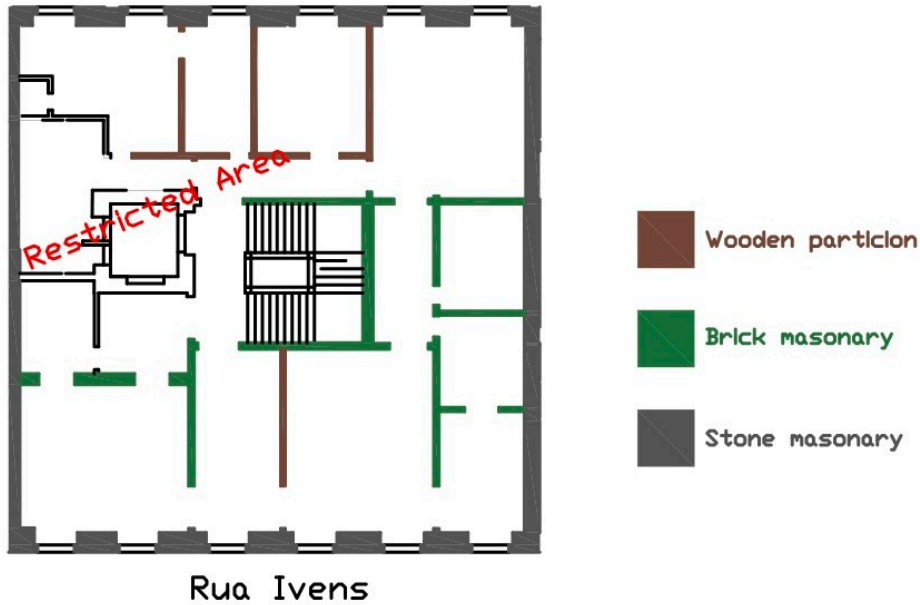 Restricted Area
Wooden particion
Brick masonary
Stone masonary
Rua Ivens